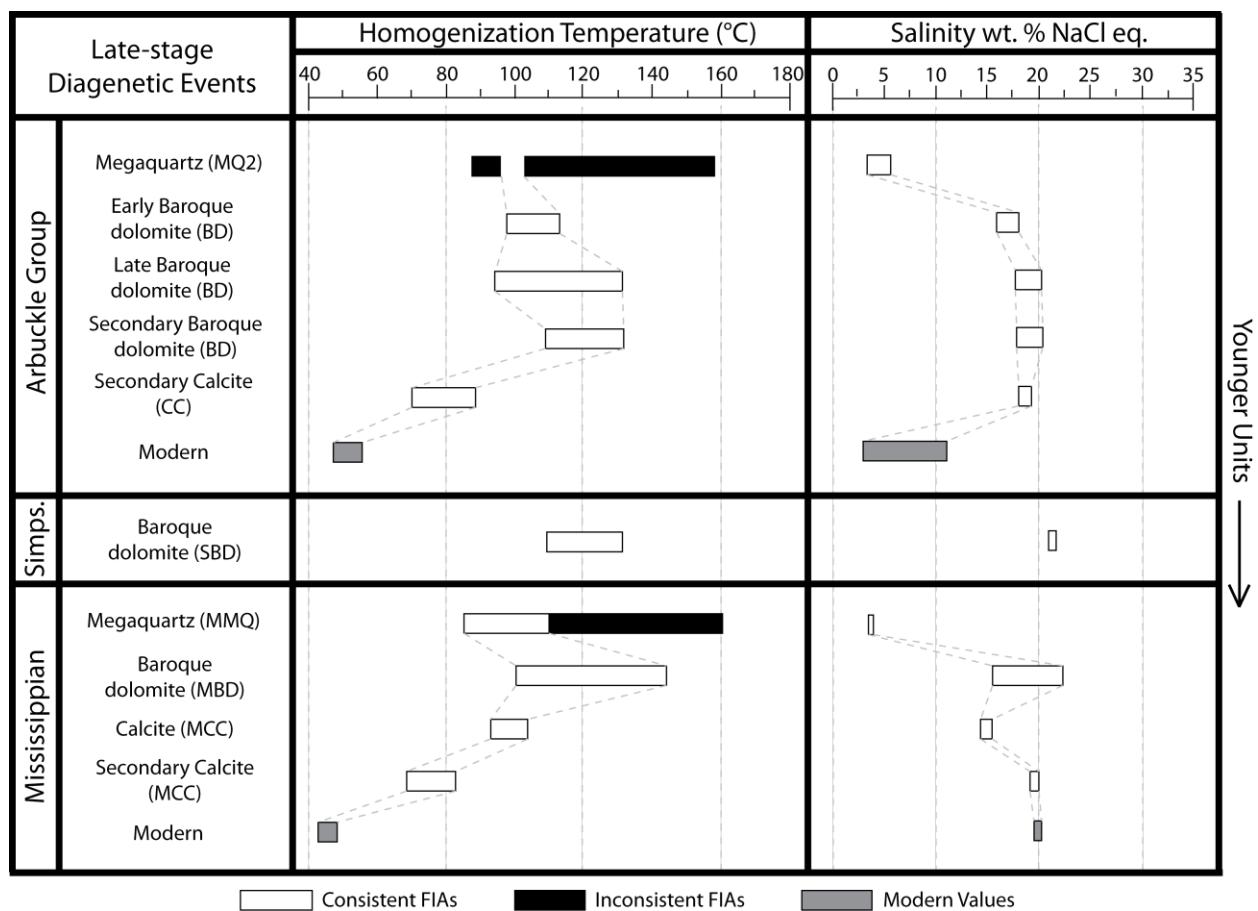 Late-stage
Diagenetic Events
Homogenization Temperature (°C)
Salinity wt. % NaCl eq.
40 60 80 100 120 140 160 180
0 5 10 15 20 25 30 35
Arbuckle Group
Megaquartz (MQ2)
Early Baroque
dolomite (BD)
Late Baroque
dolomite (BD)
Secondary Baroque
dolomite (BD)
Secondary Calcite
(CC)
Modern
Simps.
Baroque
dolomite (SBD)
Mississippian
Megaquartz (MMQ)
Baroque
dolomite (MBD)
Calcite (MCC)
Secondary Calcite
(MCC)
Modern
Younger Units
Consistent FIAs
Inconsistent FIAs
Modern Values